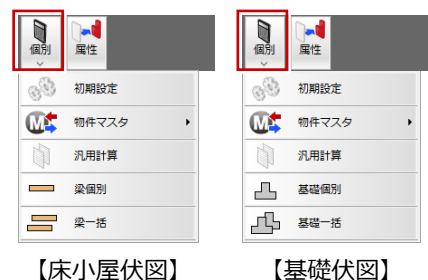 個別 属性
初期設定
物件マスタ
汎用計算
梁個別
梁一括
【床小屋伏図】
個別 属性
初期設定
物件マスタ
汎用計算
基礎個別
基礎一括
【基礎伏図】